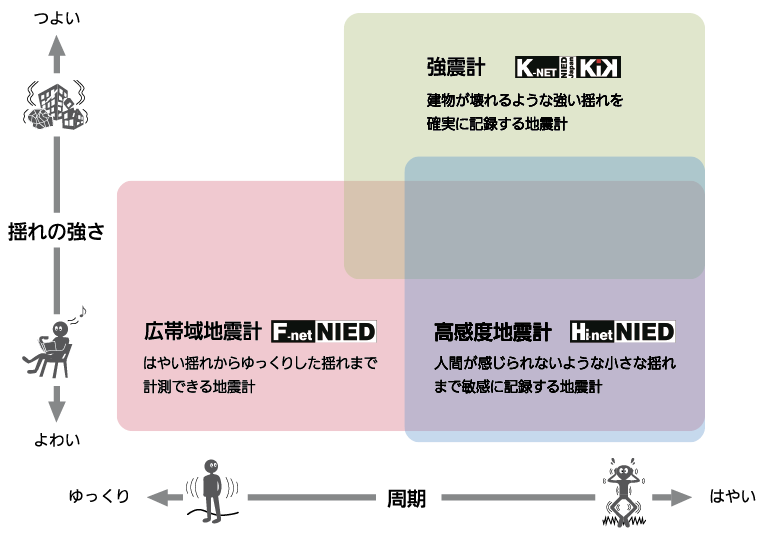 つよい
強震計 K-NET NIED Japan KiK
建物が壊れるような強い揺れを
確実に記録する地震計
揺れの強さ
広帯域地震計 F-net NIED
はやい揺れからゆっくりした揺れまで
計測できる地震計
高感度地震計 Hi-net NIED
人間が感じられないような小さな揺れ
まで敏感に記録する地震計
よわい
ゆっくり
周期
はやい